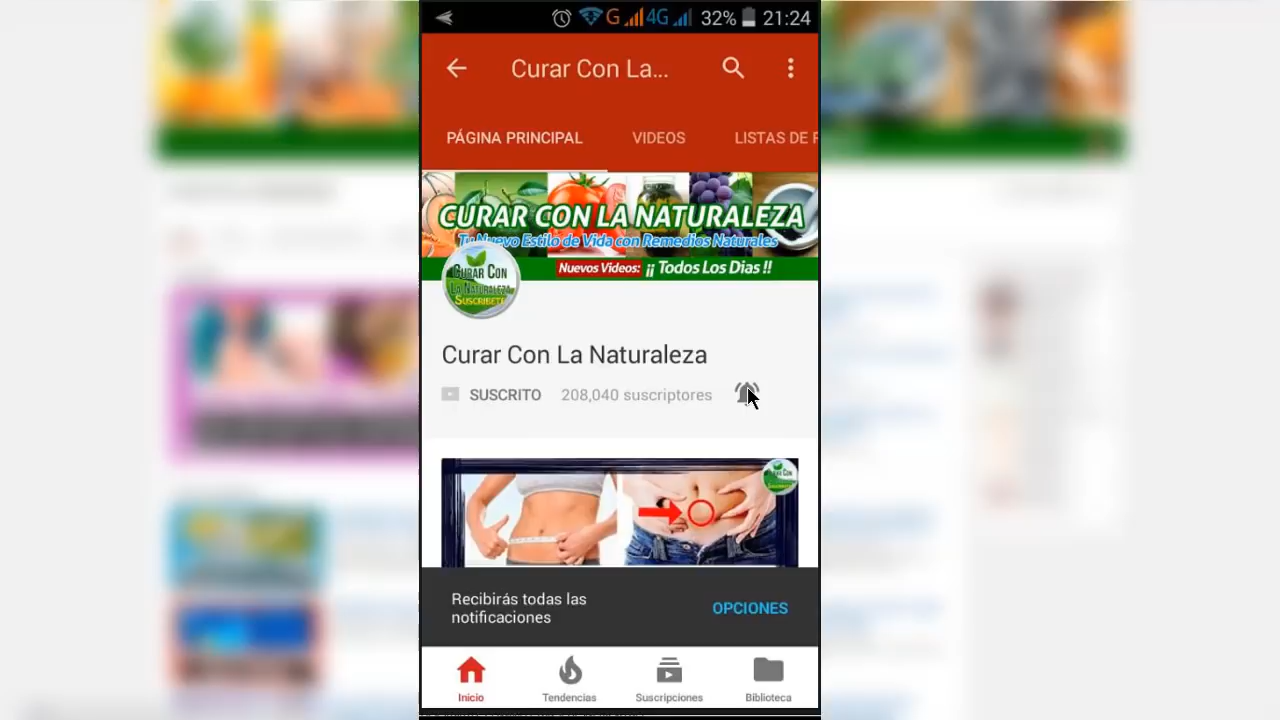 G 4G 32% 21:24
Curar Con La...
PÁGINA PRINCIPAL VIDEOS LISTAS DE
CURAR CON LA NATURALEZA
Tu Nuevo Estilo de Vida con Remedios Naturales
Nuevos Videos: ¡¡ Todos Los Dias !!
CURAR CON
LA NATURALEZA
SUSCRIBETE
Curar Con La Naturaleza
SUSCRITO 208,040 suscriptores
Recibirás todas las
notificaciones
OPCIONES
Inicio Tendencias Suscripciones Biblioteca